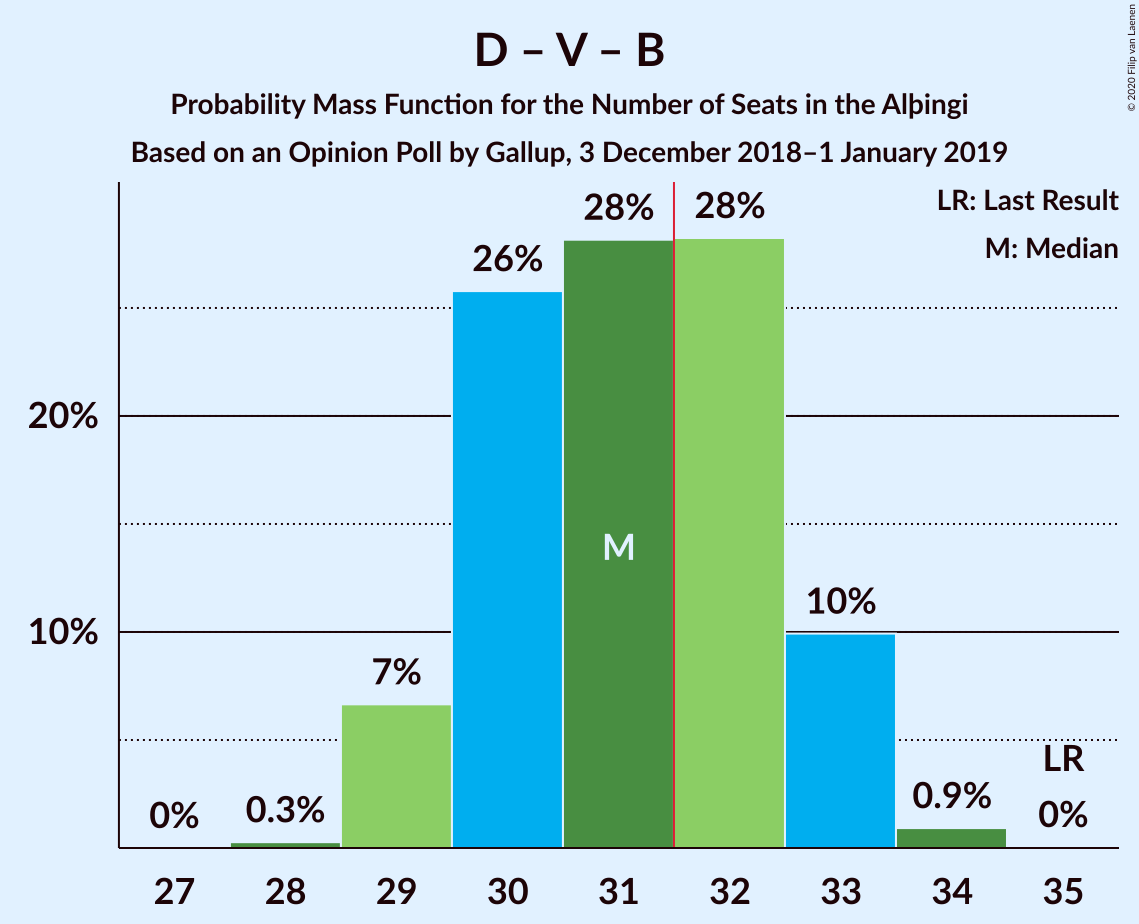 D – V – B
Probability Mass Function for the Number of Seats in the Alþingi
Based on an Opinion Poll by Gallup, 3 December 2018–1 January 2019
© 2020 Filip van Laenen
LR: Last Result
M: Median
28%
28%
26%
20%
M
10%
10%
7%
LR
0%
0.3%
0.9%
0%
27 28 29 30 31 32 33 34 35